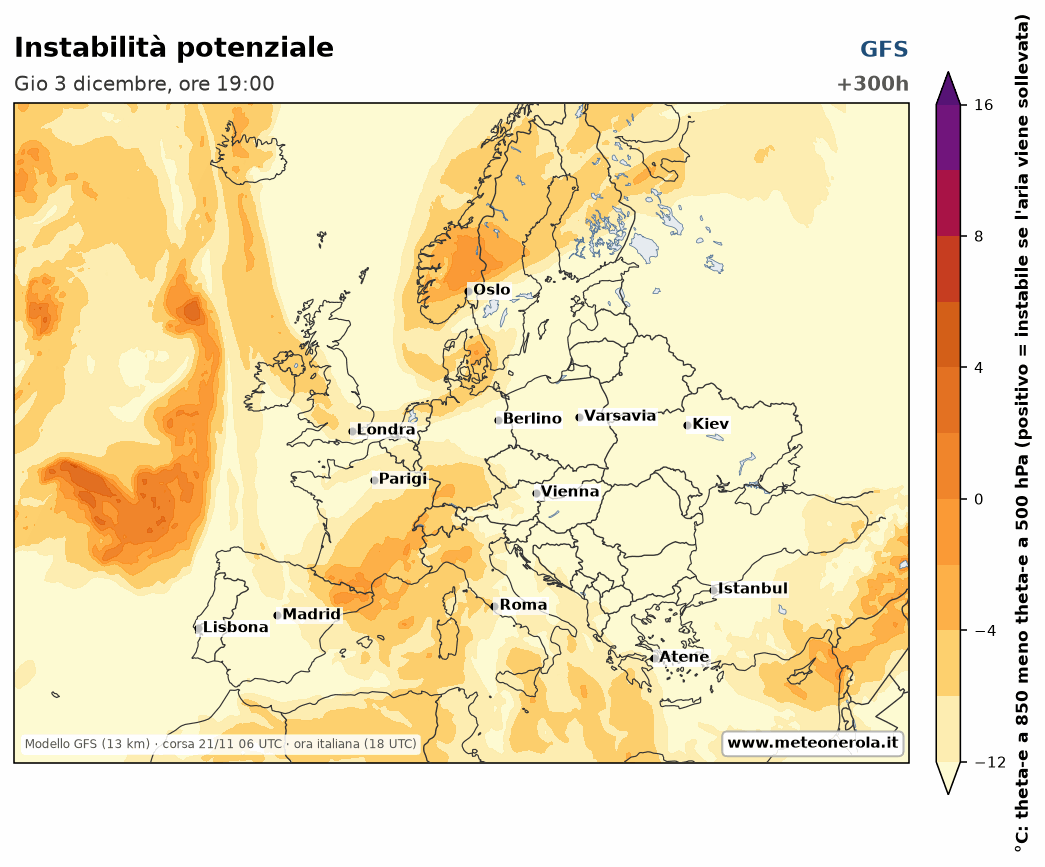 Instabilità potenziale
GFS
Gio 3 dicembre, ore 19:00
+300h
Oslo
Berlino
Varsavia
Kiev
Londra
Parigi
Vienna
Istanbul
Roma
Madrid
Lisbona
Atene
Modello GFS (13 km) · corsa 21/11 06 UTC · ora italiana (18 UTC)
www.meteonerola.it
16
8
4
0
−4
−12
°C: theta-e a 850 meno theta-e a 500 hPa (positivo = instabile se l'aria viene sollevata)